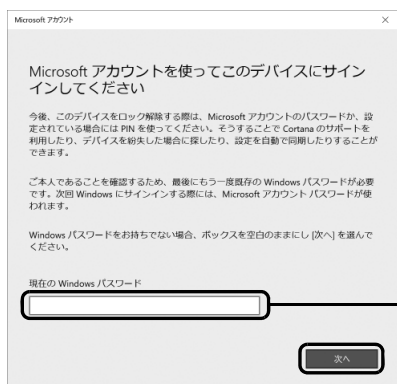 Microsoft アカウント
Microsoft アカウントを使ってこのデバイスにサイン
インしてください
今後、このデバイスをロック解除する際は、Microsoft アカウントのパスワードか、設
定されている場合には PIN を使ってください。そうすることで Cortana のサポートを
利用したり、デバイスを紛失した場合に探したり、設定を自動で同期したりすることが
できます。
ご本人であることを確認するため、最後にもう一度既存の Windows パスワードが必要
です。次回 Windows にサインインする際には、Microsoft アカウント パスワードが使
われます。
Windows パスワードをお持ちでない場合、ボックスを空白のままにし [次へ] を選んで
ください。
現在の Windows パスワード
次へ